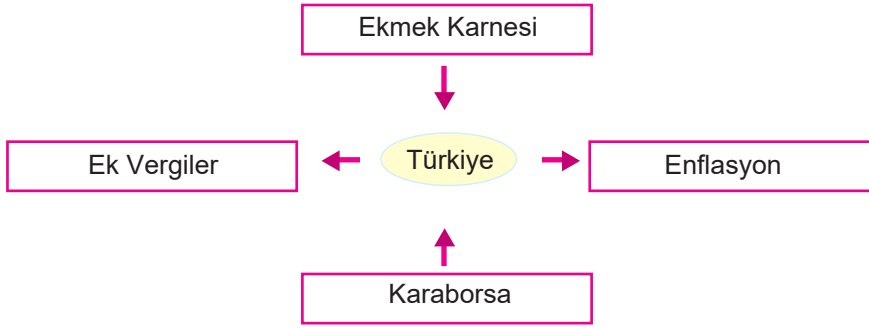 Ekmek Karnesi
Ek Vergiler
Türkiye
Enflasyon
Karaborsa